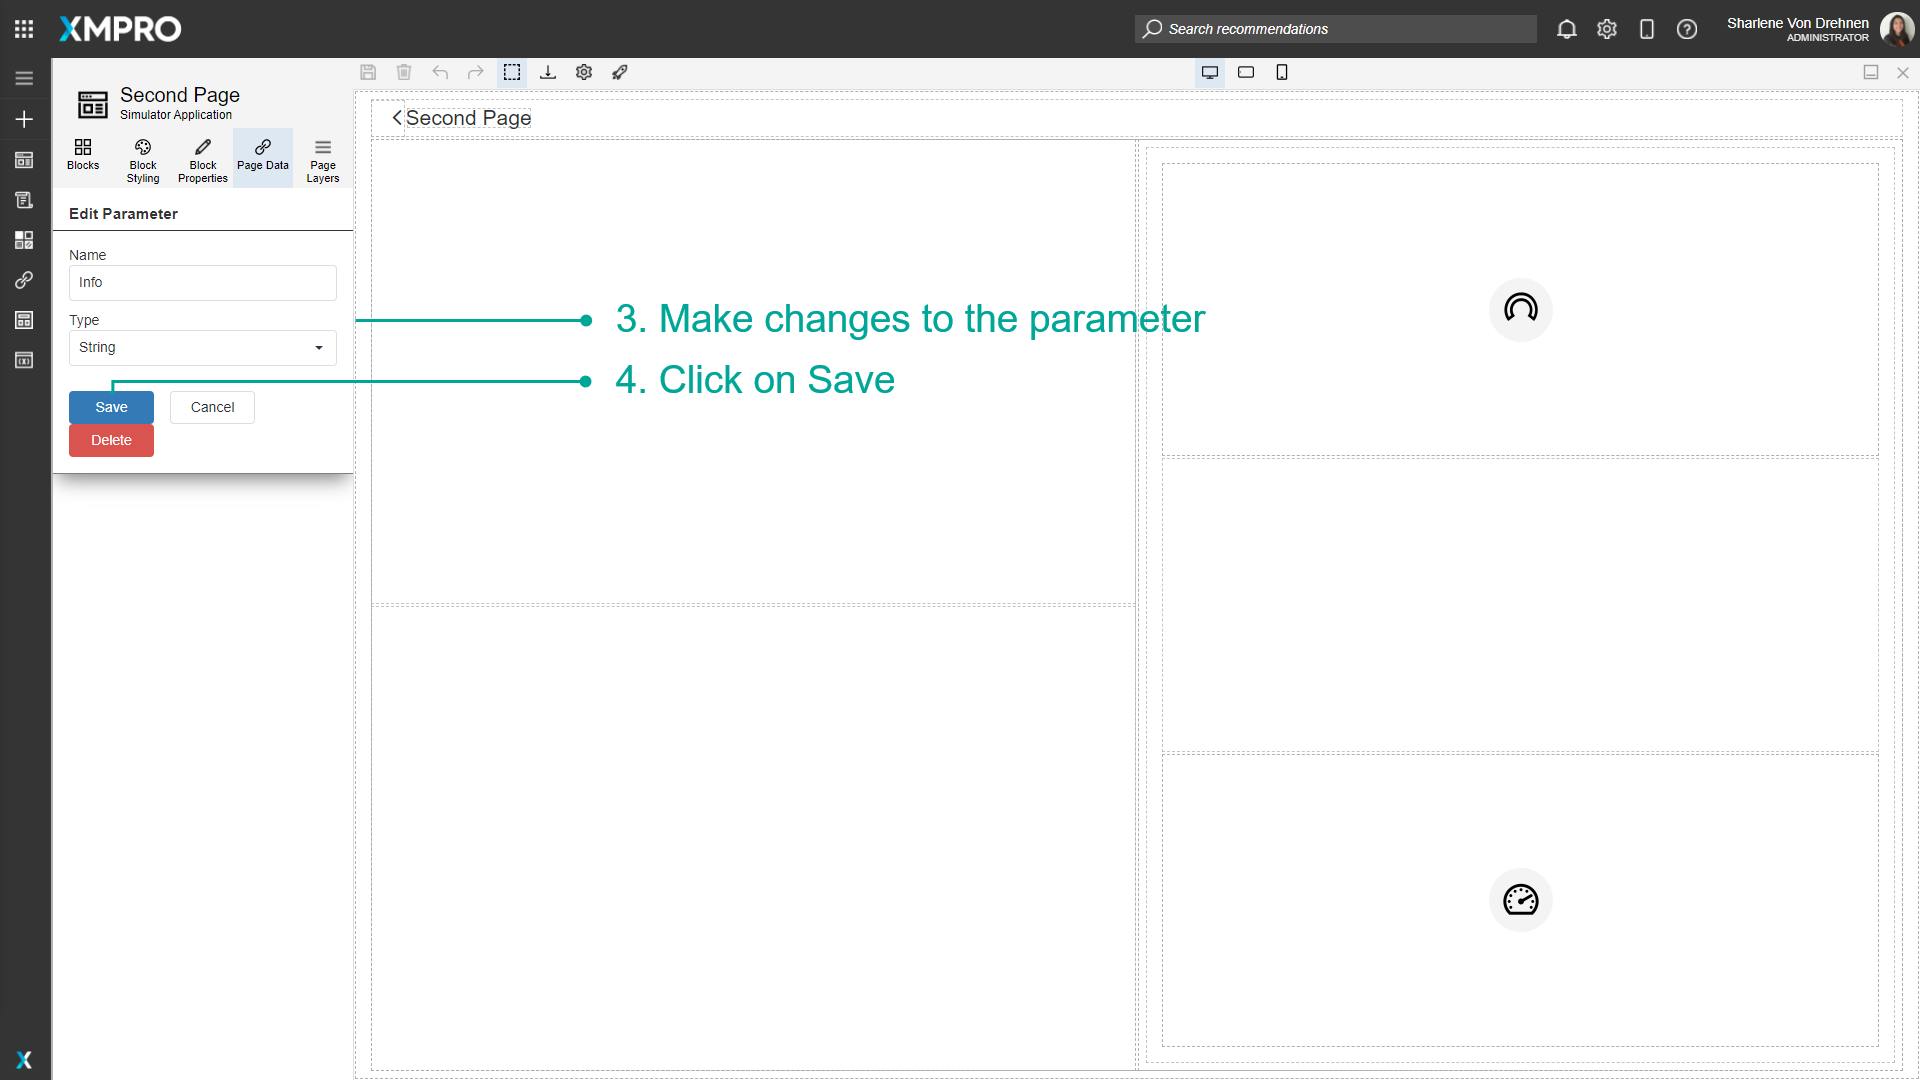 XMPRO
Search recommendations
Sharlene Von Drehnen
ADMINISTRATOR
Second Page
Simulator Application
Blocks
Block Styling
Block Properties
Page Data
Page Layers
Second Page
Edit Parameter
Name
Info
Type
String
Save
Cancel
Delete
3. Make changes to the parameter
4. Click on Save